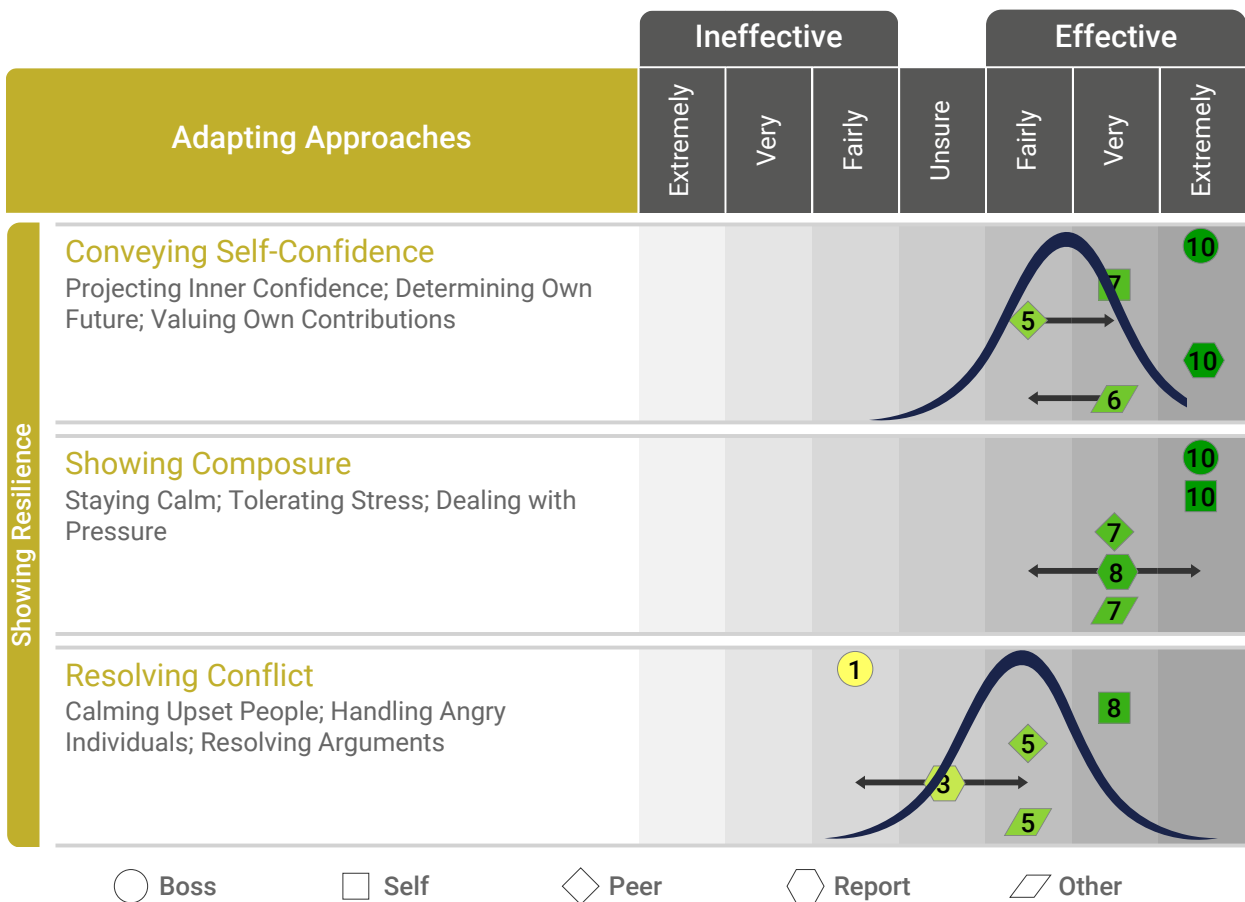 Ineffective
Effective
Adapting Approaches
Extremely
Very
Fairly
Unsure
Fairly
Very
Extremely
Showing Resilience
Conveying Self-Confidence
Projecting Inner Confidence; Determining Own
Future; Valuing Own Contributions
10
7
5
10
6
Showing Composure
Staying Calm; Tolerating Stress; Dealing with
Pressure
10
10
7
8
7
Resolving Conflict
Calming Upset People; Handling Angry
Individuals; Resolving Arguments
1
8
5
3
5
Boss
Self
Peer
Report
Other